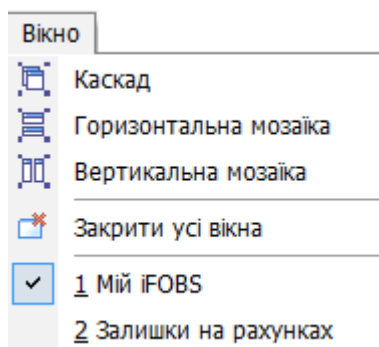 Вікно
Каскад
Горизонтальна мозаїка
Вертикальна мозаїка
Закрити усі вікна
1 Мій iFOBS
2 Залишки на рахунках